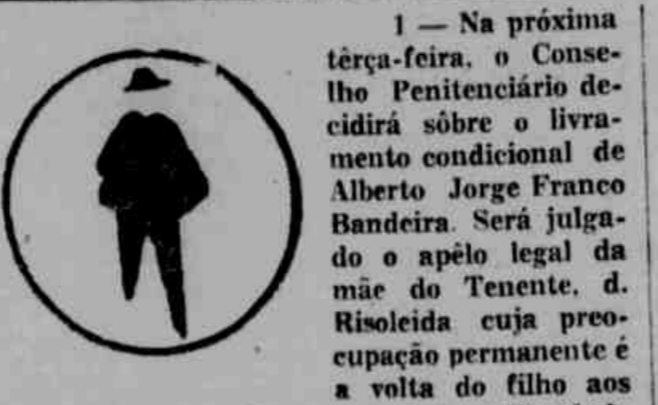 1 — Na próxima
têrça-feira, o Conse-
lho Penitenciário de-
cidirá sôbre o livra-
mento condicional de
Alberto Jorge Franco
Bandeira. Será julga-
do o apêlo legal da
mãe do Tenente, d.
Risoleida cuja preo-
cupação permanente é
a volta do filho aos